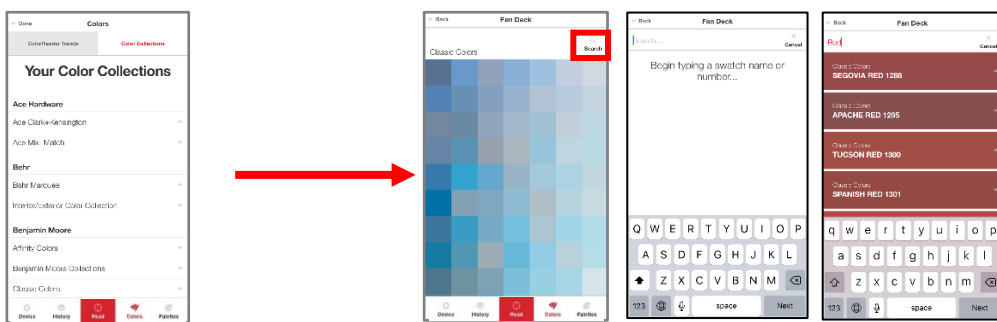 Done Colors
ColorReader Trends Color Collections
Your Color Collections
Ace Hardware
Ace Clark+Kensington
Ace Mix+Match
Behr
Behr Marquee
Interior/Exterior Color Collection
Benjamin Moore
Affinity Colors
Benjamin Moore Collections
Classic Colors
Device History Read Colors Palettes
Back Fan Deck
Classic Colors Search
Device History Read Colors Palettes
Back Fan Deck
Search... Cancel
Begin typing a swatch name or
number...
Q W E R T Y U I O P
A S D F G H J K L
Z X C V B N M
123 space Next
Back Fan Deck
Red Cancel
Classic Colors
SEGOVIA RED 1288
Classic Colors
APACHE RED 1295
Classic Colors
TUCSON RED 1300
Classic Colors
SPANISH RED 1301
q w e r t y u i o p
a s d f g h j k l
z x c v b n m
123 space Next